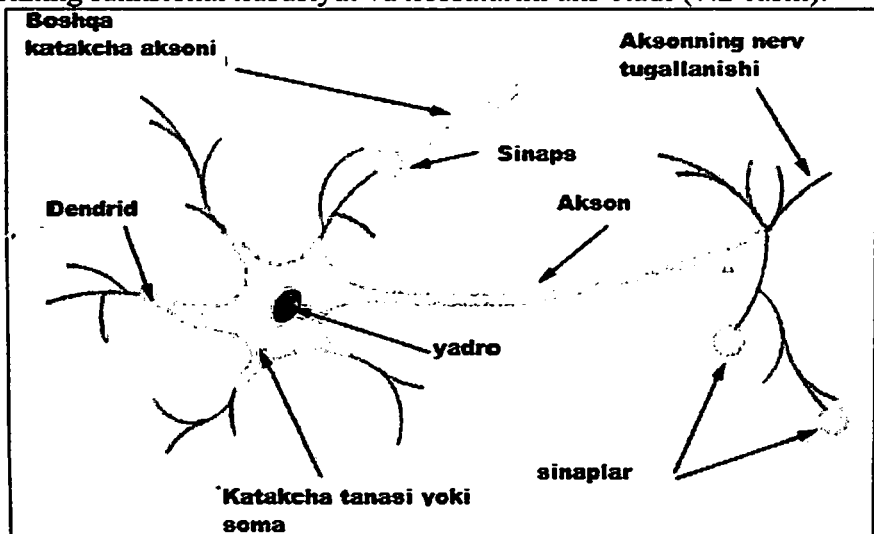 Boshqa
katakcha aksoni
Aksonning nerv
tugallanishi
Sinaps
Dendrid
Akson
yadro
sinaplar
Katakcha tanasi yoki
soma